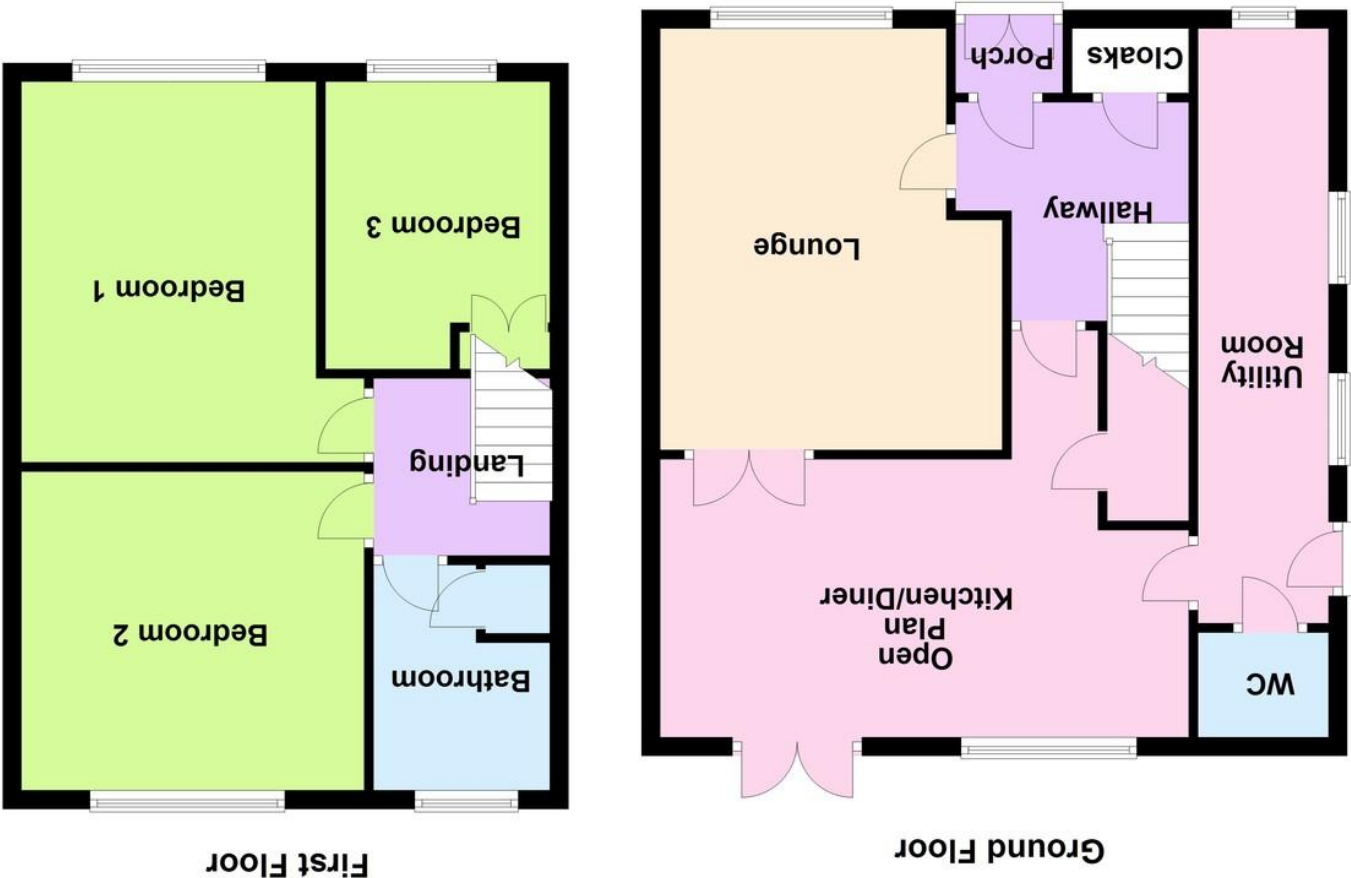 Ground Floor
WC
Open
Plan
Kitchen/Diner
Utility
Room
Lounge
Hallway
Cloaks
Porch
First Floor
Bathroom
Bedroom 2
Landing
Bedroom 1
Bedroom 3